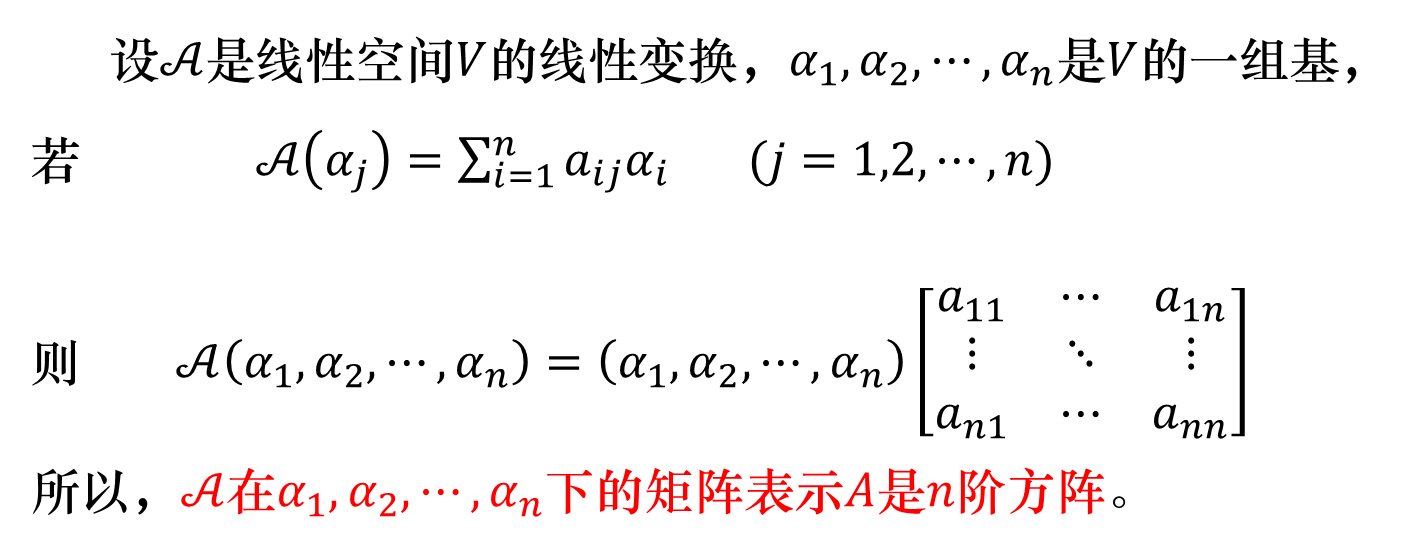 设𝒜是线性空间V的线性变换，α₁,α₂,⋯,αₙ是V的一组基，
若 𝒜(αⱼ) = ∑ⁿᵢ₌₁ aᵢⱼαᵢ (j = 1,2,⋯,n)
则 𝒜(α₁,α₂,⋯,αₙ) = (α₁,α₂,⋯,αₙ) [a₁₁ ⋯ a₁ₙ
⋮ ⋱ ⋮
aₙ₁ ⋯ aₙₙ]
所以，𝒜在α₁,α₂,⋯,αₙ下的矩阵表示A是n阶方阵。